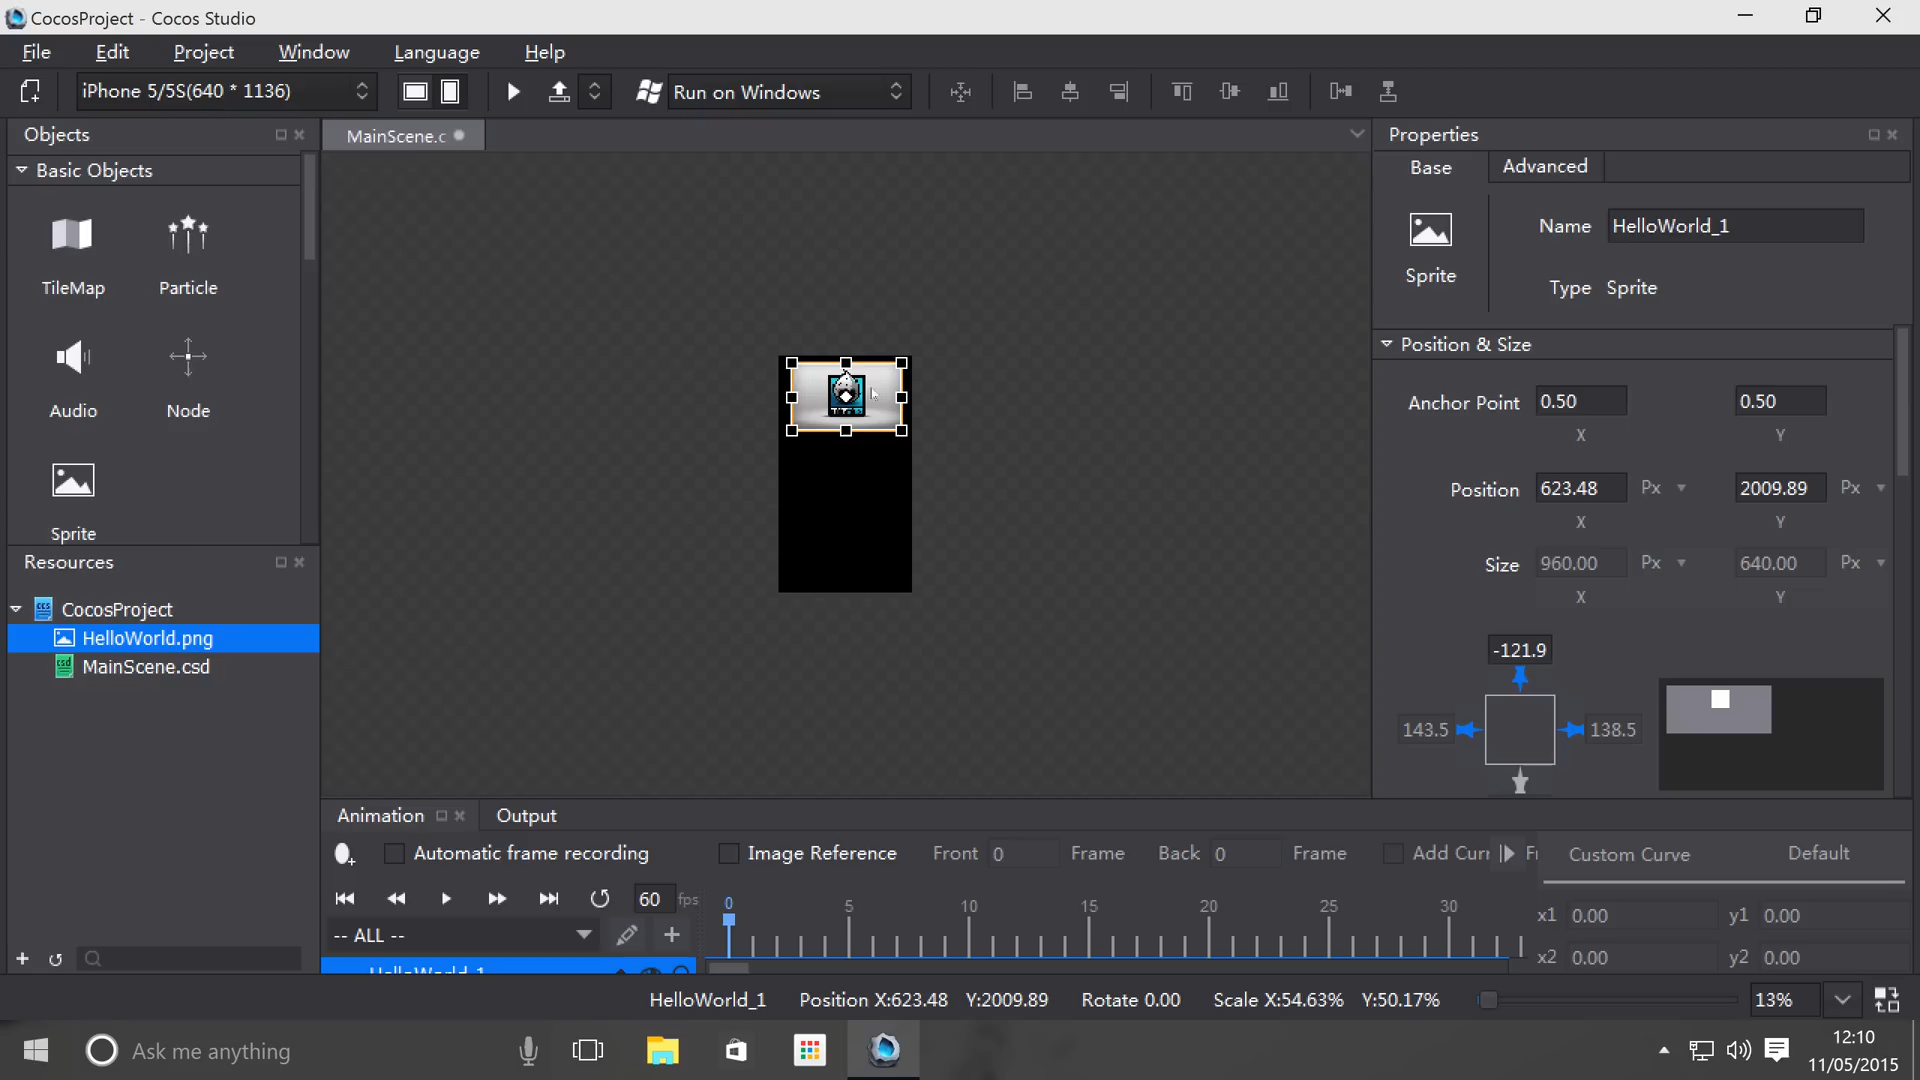 CocosProject - Cocos Studio
File Edit Project Window Language Help
iPhone 5/5S(640 * 1136)
Run on Windows
Objects
Basic Objects
TileMap
Particle
Audio
Node
Sprite
Resources
CocosProject
HelloWorld.png
MainScene.csd
MainScene.c
Properties
Base
Advanced
Sprite
Name
HelloWorld_1
Type
Sprite
Position & Size
Anchor Point
0.50
0.50
X
Y
Position
623.48
Px
2009.89
Px
X
Y
Size
960.00
Px
640.00
Px
X
Y
-121.9
143.5
138.5
Animation
Output
Automatic frame recording
Image Reference
Front
0
Frame
Back
0
Frame
Add Curr
Custom Curve
Default
60
fps
0
5
10
15
20
25
30
-- ALL --
x1
0.00
y1
0.00
x2
0.00
y2
0.00
HelloWorld_1
HelloWorld_1
Position X:623.48
Y:2009.89
Rotate 0.00
Scale X:54.63%
Y:50.17%
13%
Ask me anything
12:10
11/05/2015